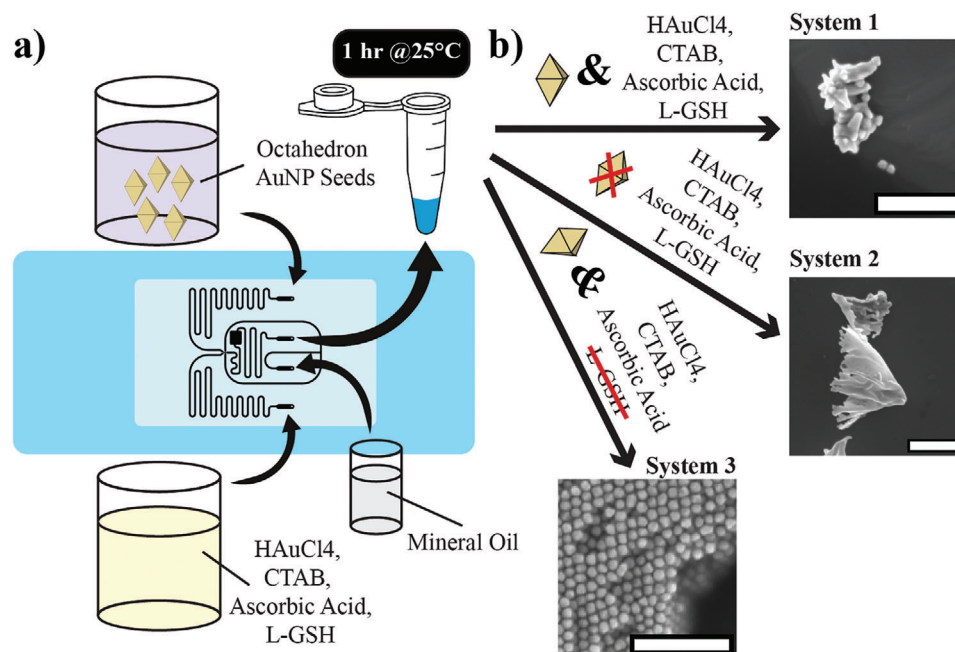 a)
1 hr @25°C
Octahedron
AuNP Seeds
HAuCl4,
CTAB,
Ascorbic Acid,
L-GSH
Mineral Oil
b)
&
HAuCl4,
CTAB,
Ascorbic Acid,
L-GSH
System 1
HAuCl4,
CTAB,
Ascorbic Acid,
L-GSH
System 2
&
HAuCl4,
CTAB,
Ascorbic Acid
L-GSH
System 3